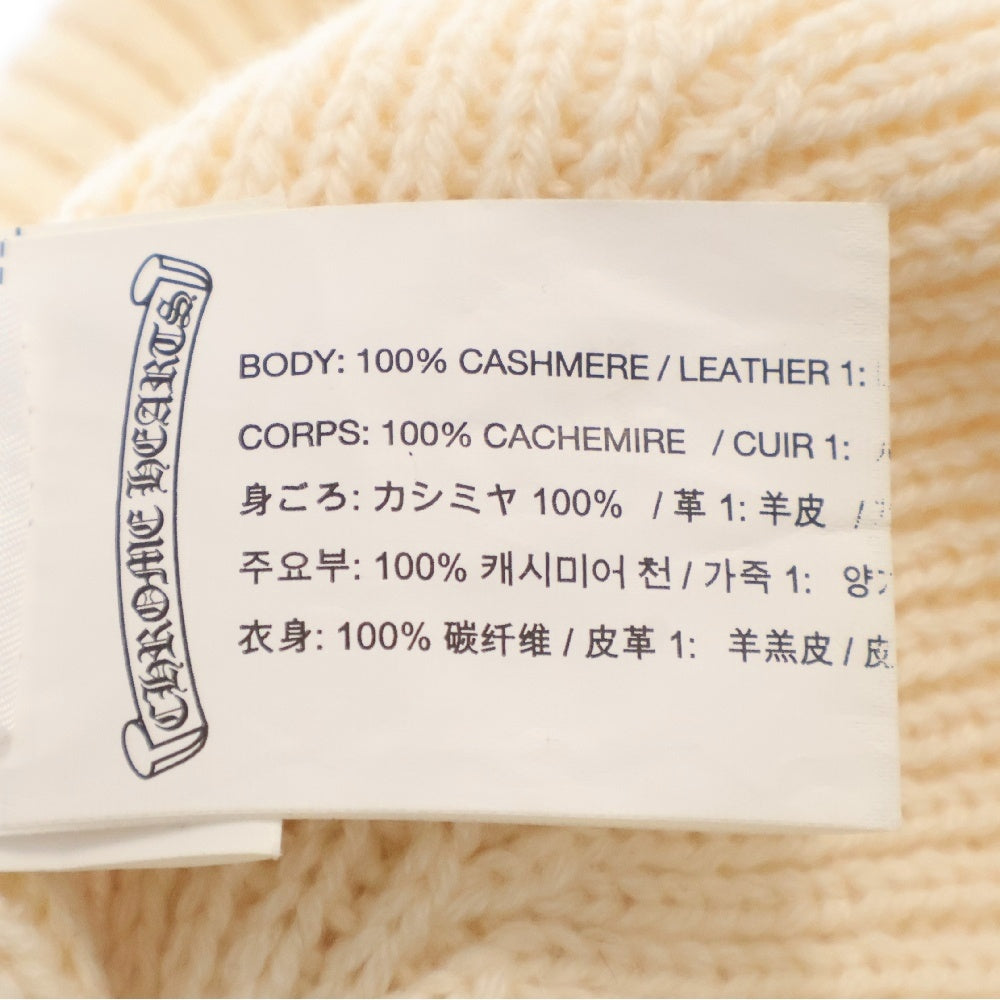 CHROME HEARTS
BODY: 100% CASHMERE / LEATHER 1:
CORPS: 100% CACHEMIRE / CUIR 1:
身ごろ: カシミヤ 100% / 革 1: 羊皮 /
주요부: 100% 캐시미어 천 / 가죽 1: 양
衣身: 100% 碳纤维 / 皮革 1: 羊羔皮 / 皮